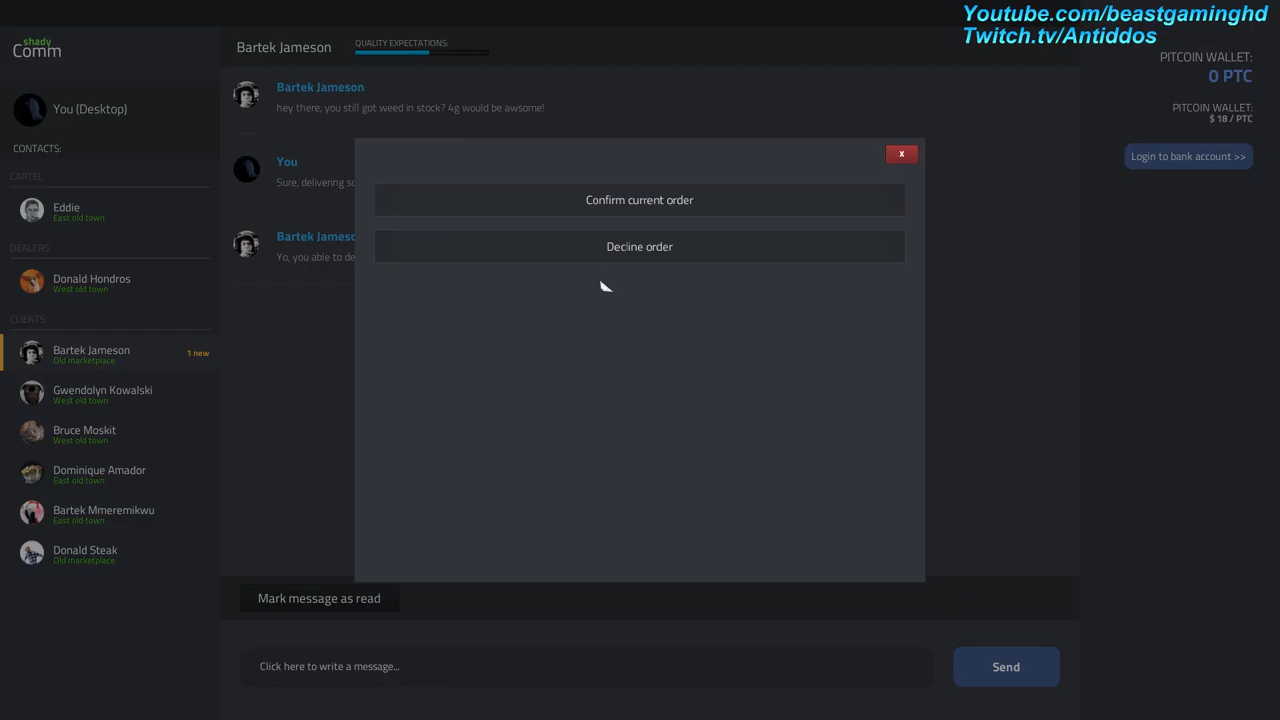 Youtube.com/beastgaminghd
Twitch.tv/Antiddos
shady
Comm
You (Desktop)
CONTACTS:
CARTEL
Eddie
East old town
DEALERS
Donald Hondros
West old town
CLIENTS
Bartek Jameson
Old marketplace
1 new
Gwendolyn Kowalski
West old town
Bruce Moskit
West old town
Dominique Amador
East old town
Bartek Mmeremikwu
East old town
Donald Steak
Old marketplace
Bartek Jameson
QUALITY EXPECTATIONS:
Bartek Jameson
hey there, you still got weed in stock? 4g would be awsome!
You
Sure, delivering
Bartek
Yo, you able to
x
Confirm current order
Decline order
Mark message as read
Click here to write a message...
Send
PITCOIN WALLET:
0 PTC
PITCOIN WALLET:
$ 18 / PTC
Login to bank account >>